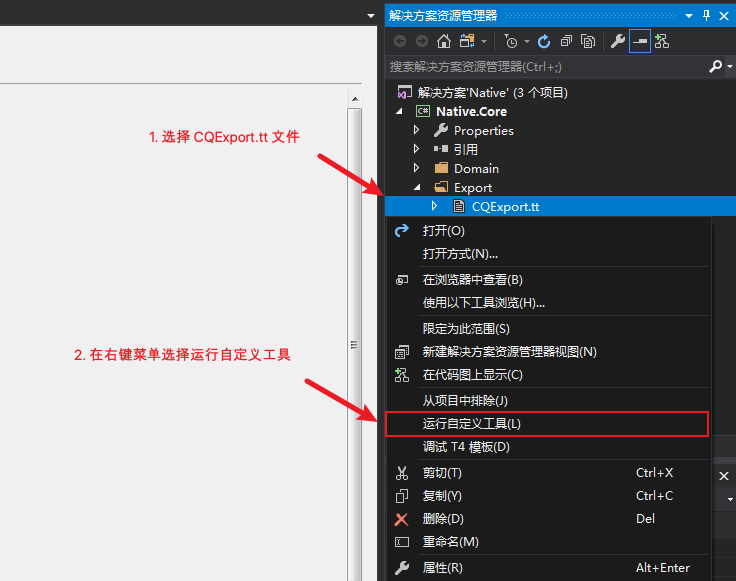 解决方案资源管理器
搜索解决方案资源管理器(Ctrl+;)
解决方案'Native' (3 个项目)
C# Native.Core
Properties
引用
Domain
Export
CQExport.tt
1. 选择 CQExport.tt 文件
打开(O)
打开方式(N)...
在浏览器中查看(B)
使用以下工具浏览(H)...
限定为此范围(S)
新建解决方案资源管理器视图(N)
在代码图上显示(C)
从项目中排除(J)
2. 在右键菜单选择运行自定义工具
运行自定义工具(L)
调试 T4 模板(D)
剪切(T) Ctrl+X
复制(Y) Ctrl+C
删除(D) Del
重命名(M)
属性(R) Alt+Enter